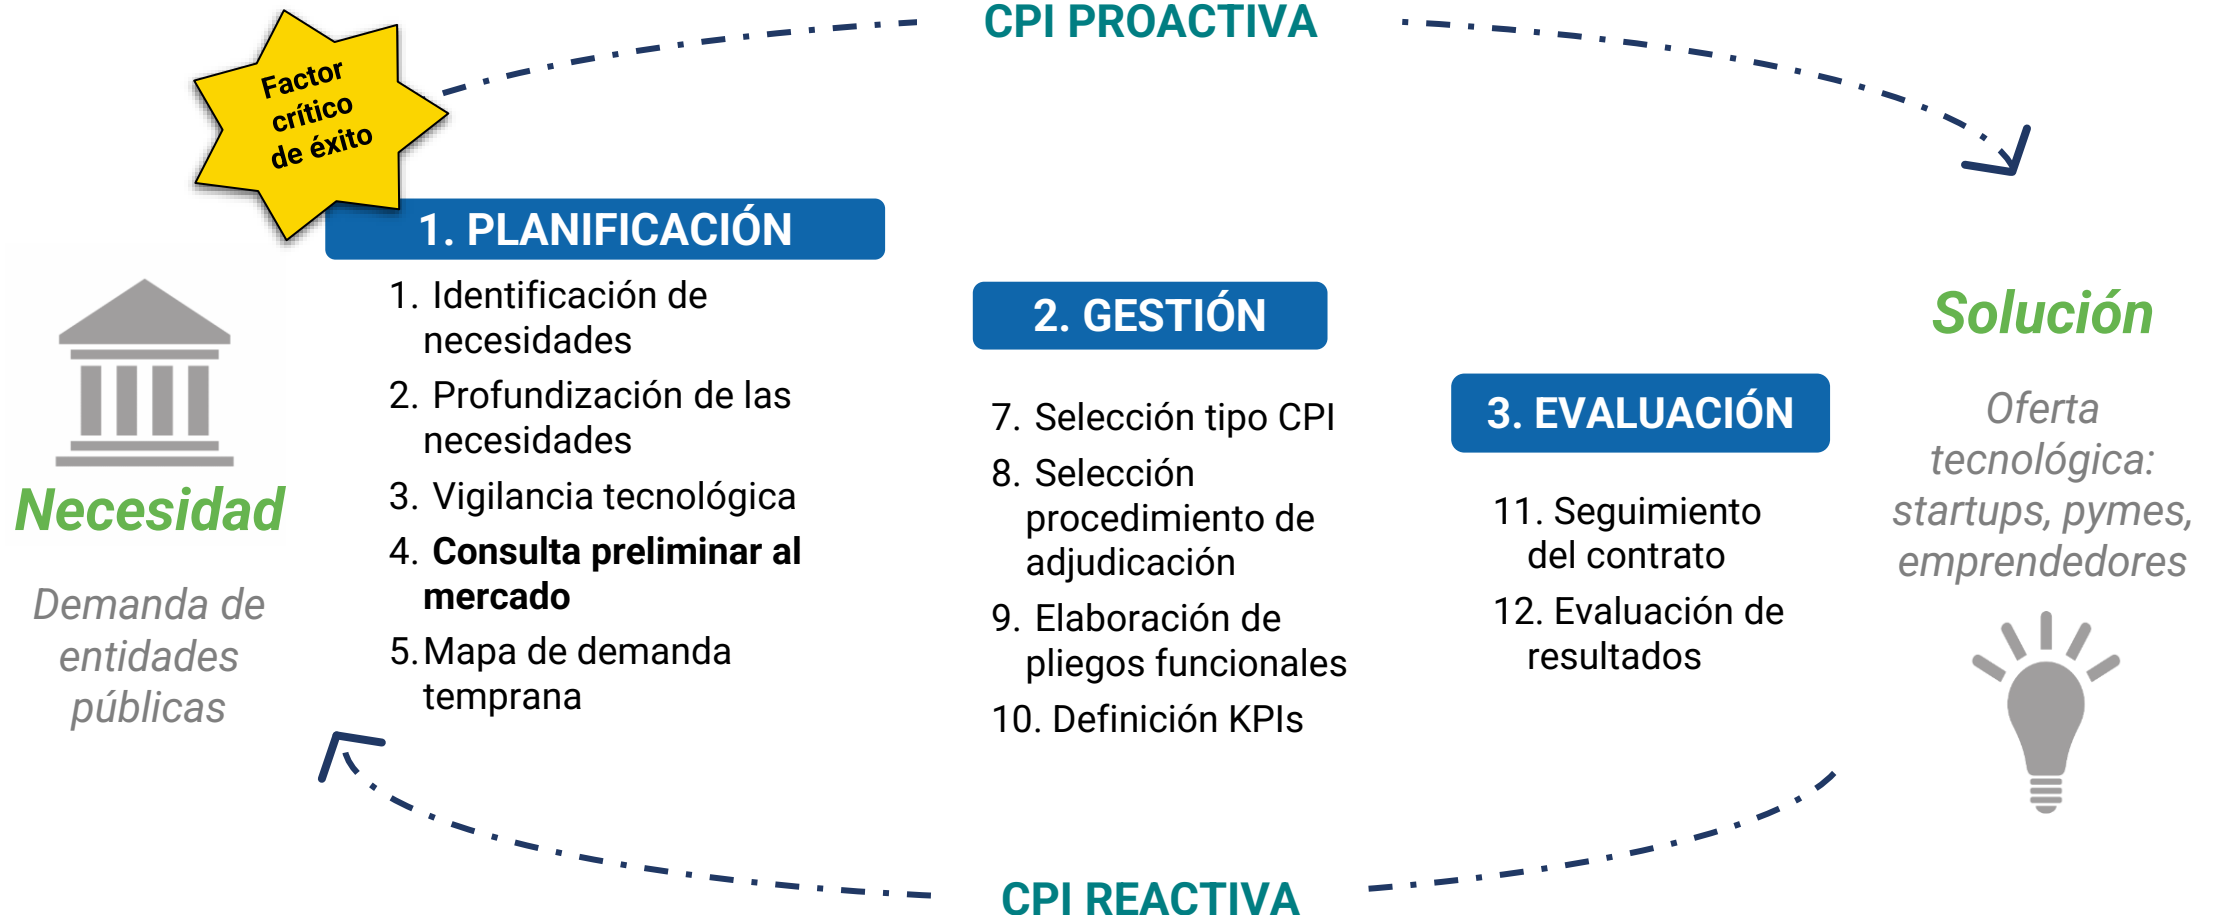 CPI PROACTIVA
Factor
crítico
de éxito
Necesidad
Demanda de
entidades
públicas
1. PLANIFICACIÓN
1. Identificación de
necesidades
2. Profundización de las
necesidades
3. Vigilancia tecnológica
4. Consulta preliminar al
mercado
5. Mapa de demanda
temprana
2. GESTIÓN
7. Selección tipo CPI
8. Selección
procedimiento de
adjudicación
9. Elaboración de
pliegos funcionales
10. Definición KPIs
3. EVALUACIÓN
11. Seguimiento
del contrato
12. Evaluación de
resultados
Solución
Oferta
tecnológica:
startups, pymes,
emprendedores
CPI REACTIVA